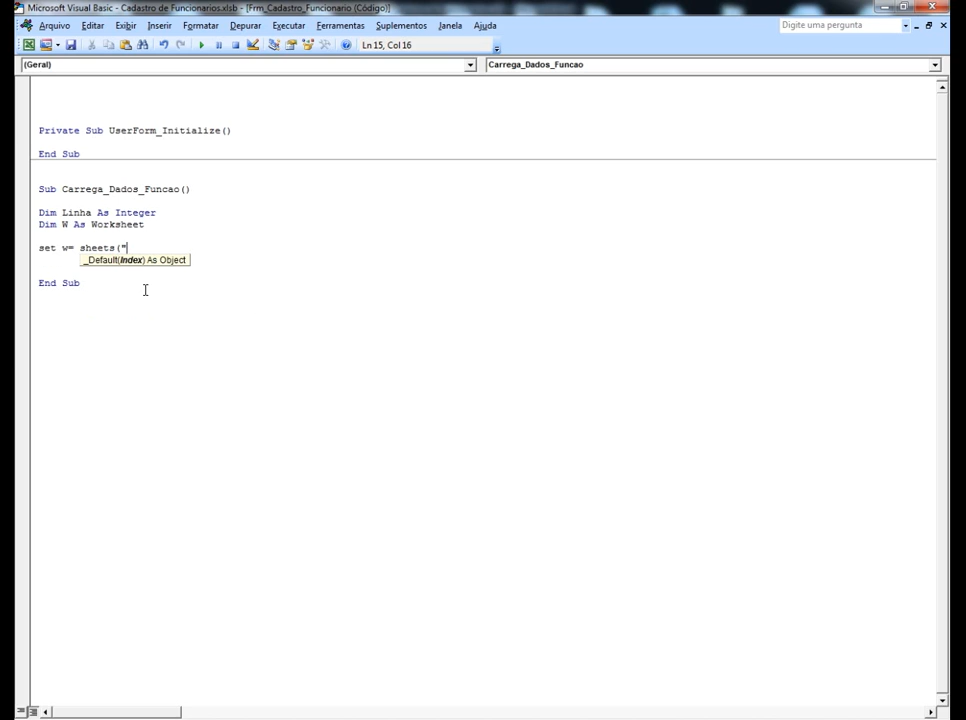 Microsoft Visual Basic - Cadastro de Funcionarios.xlsb - [Frm_Cadastro_Funcionario (Código)]
Arquivo Editar Exibir Inserir Formatar Depurar Executar Ferramentas Suplementos Janela Ajuda Digite uma pergunta
Ln 15, Col 16
(Geral) Carrega_Dados_Funcao
Private Sub UserForm_Initialize()
End Sub
Sub Carrega_Dados_Funcao()
Dim Linha As Integer
Dim W As Worksheet
set w= sheets("
_Default(Index) As Object
End Sub